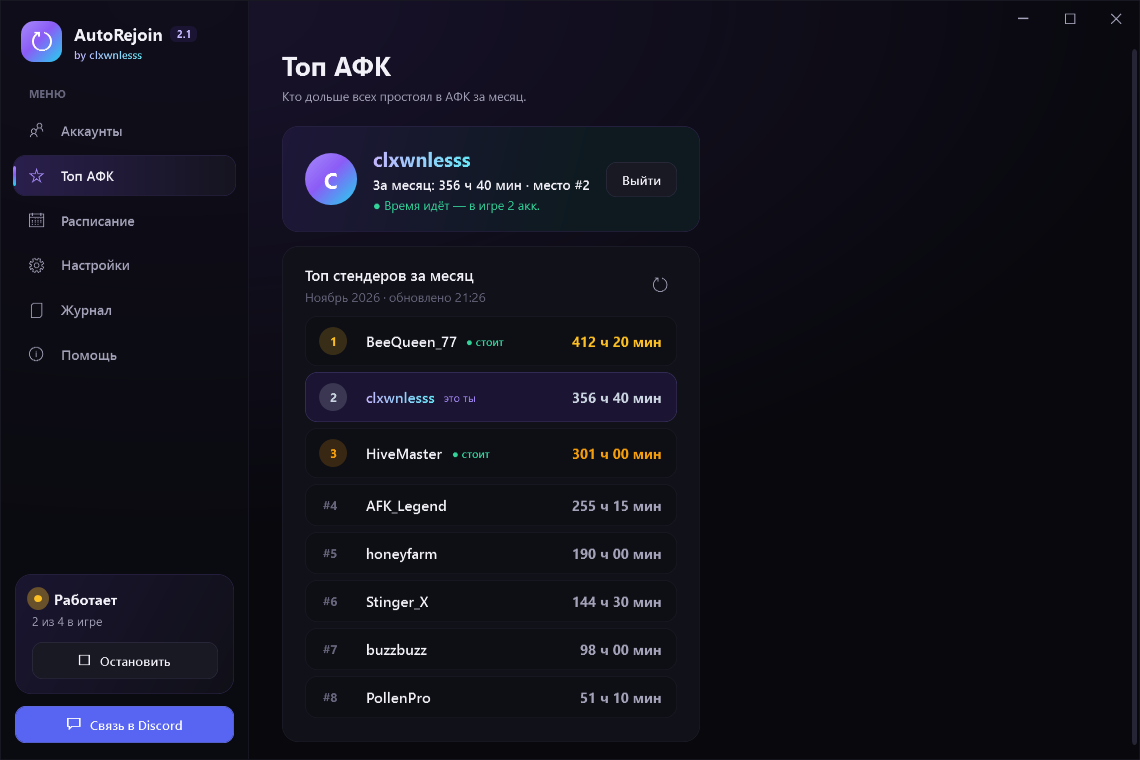 AutoRejoin 2.1
by clxwnlesss
МЕНЮ
Аккаунты
Топ АФК
Расписание
Настройки
Журнал
Помощь
Работает
2 из 4 в игре
Остановить
Связь в Discord
Топ АФК
Кто дольше всех простоял в АФК за месяц.
C
clxwnlesss
За месяц: 356 ч 40 мин · место #2
● Время идёт — в игре 2 акк.
Выйти
Топ стендеров за месяц
Ноябрь 2026 · обновлено 21:26
1 BeeQueen_77 ● стоит 412 ч 20 мин
2 clxwnlesss это ты 356 ч 40 мин
3 HiveMaster ● стоит 301 ч 00 мин
#4 AFK_Legend 255 ч 15 мин
#5 honeyfarm 190 ч 00 мин
#6 Stinger_X 144 ч 30 мин
#7 buzzbuzz 98 ч 00 мин
#8 PollenPro 51 ч 10 мин